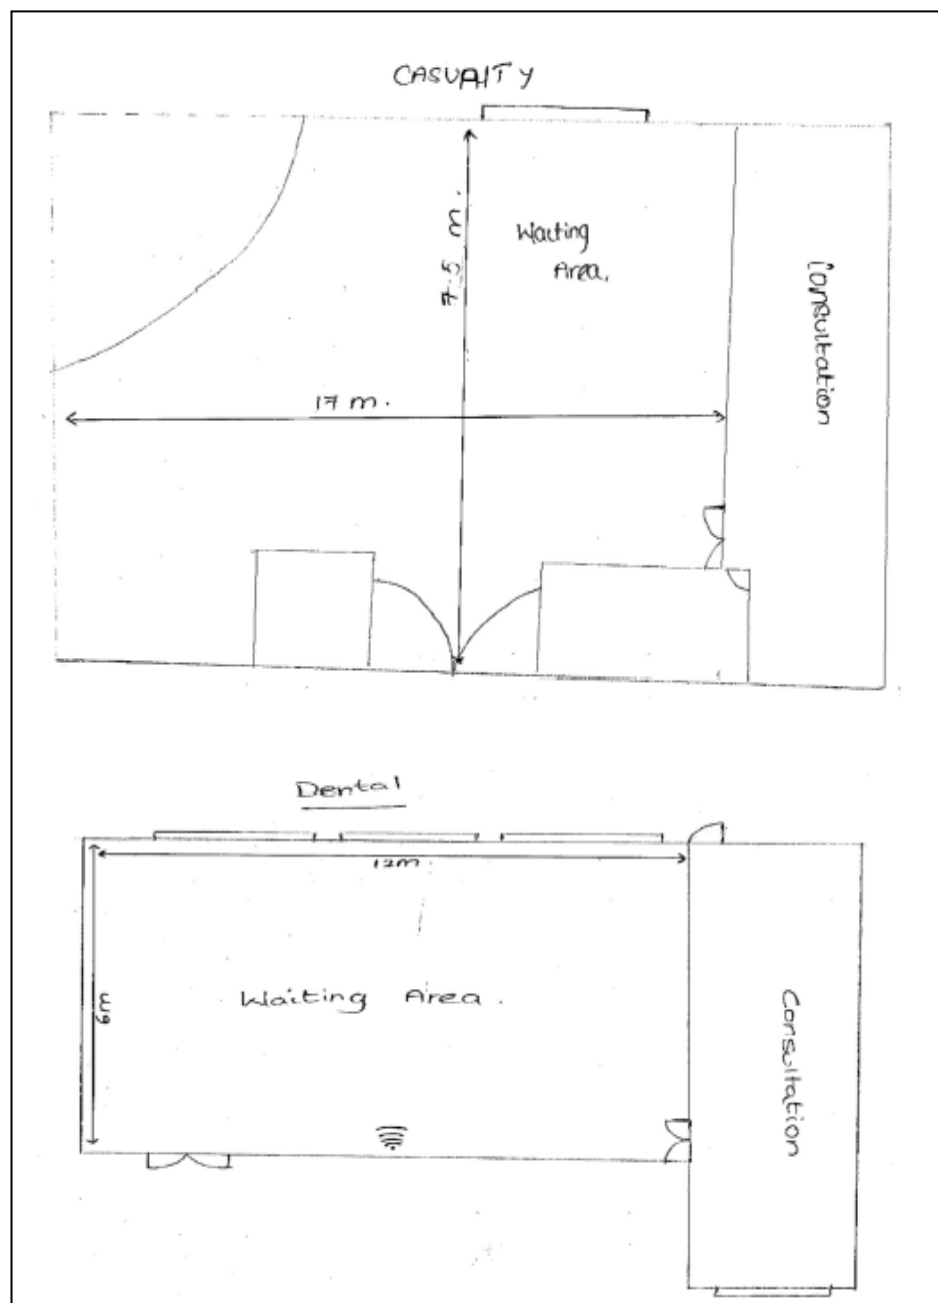 CASUAlTY
7.5 m.
Waiting
Area,
Consultation
17 m.
Dental
12m.
6m
Waiting Area.
Consultation